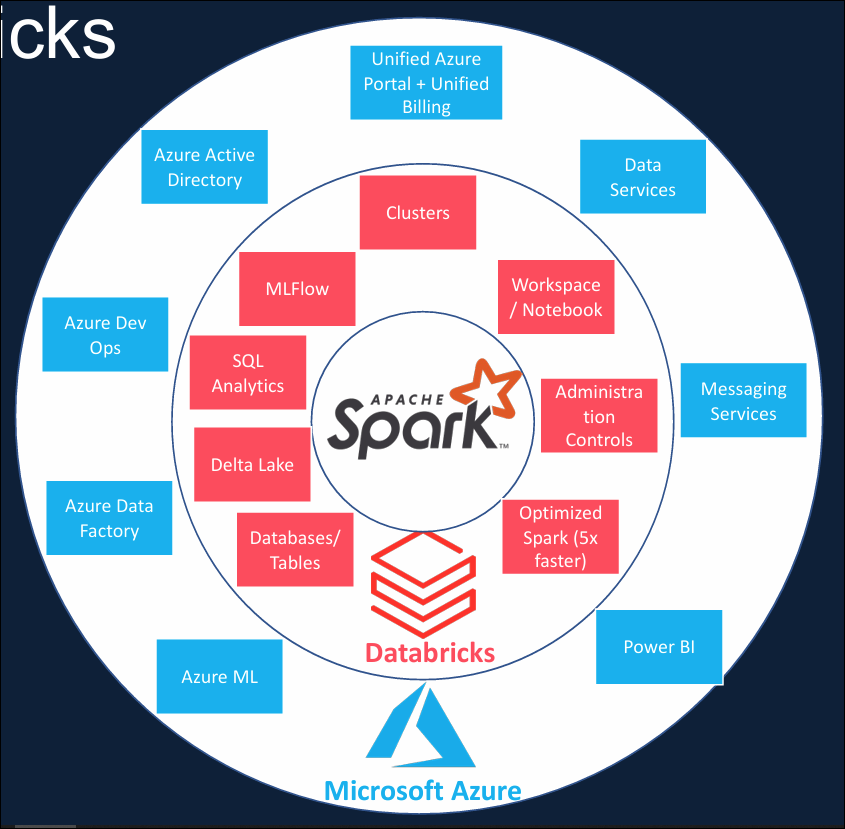 icks
Unified Azure
Portal + Unified
Billing
Azure Active
Directory
Data
Services
Clusters
MLFlow
Workspace
/ Notebook
Azure Dev
Ops
SQL
Analytics
APACHE
Spark™
Administra
tion
Controls
Messaging
Services
Delta Lake
Azure Data
Factory
Databases/
Tables
Optimized
Spark (5x
faster)
Databricks
Power BI
Azure ML
Microsoft Azure